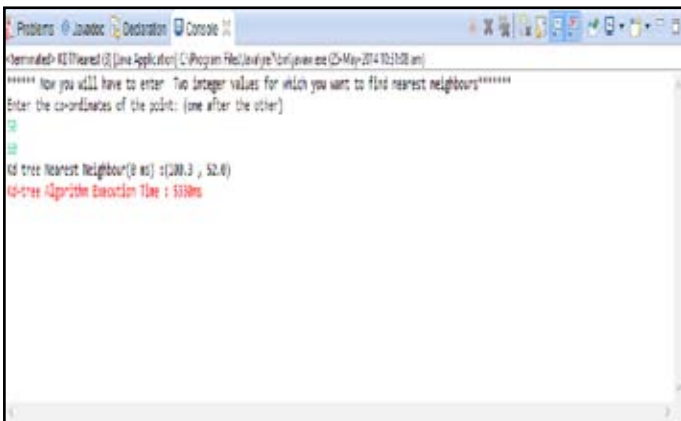 Problems @ Javadoc Declaration Console
<terminated> [Java Application] C:\Program Files\Java\jre7\bin\javaw.exe (25-May-2014
****** Now you will have to enter Two integer values for which you want to find nearest neighbours*******
Enter the co-ordinates of the point: (one after the other)
Kd tree Nearest Neighbour(0 ms) :(100.3 , 52.0)
Kd-tree Algorithm Execution Time :